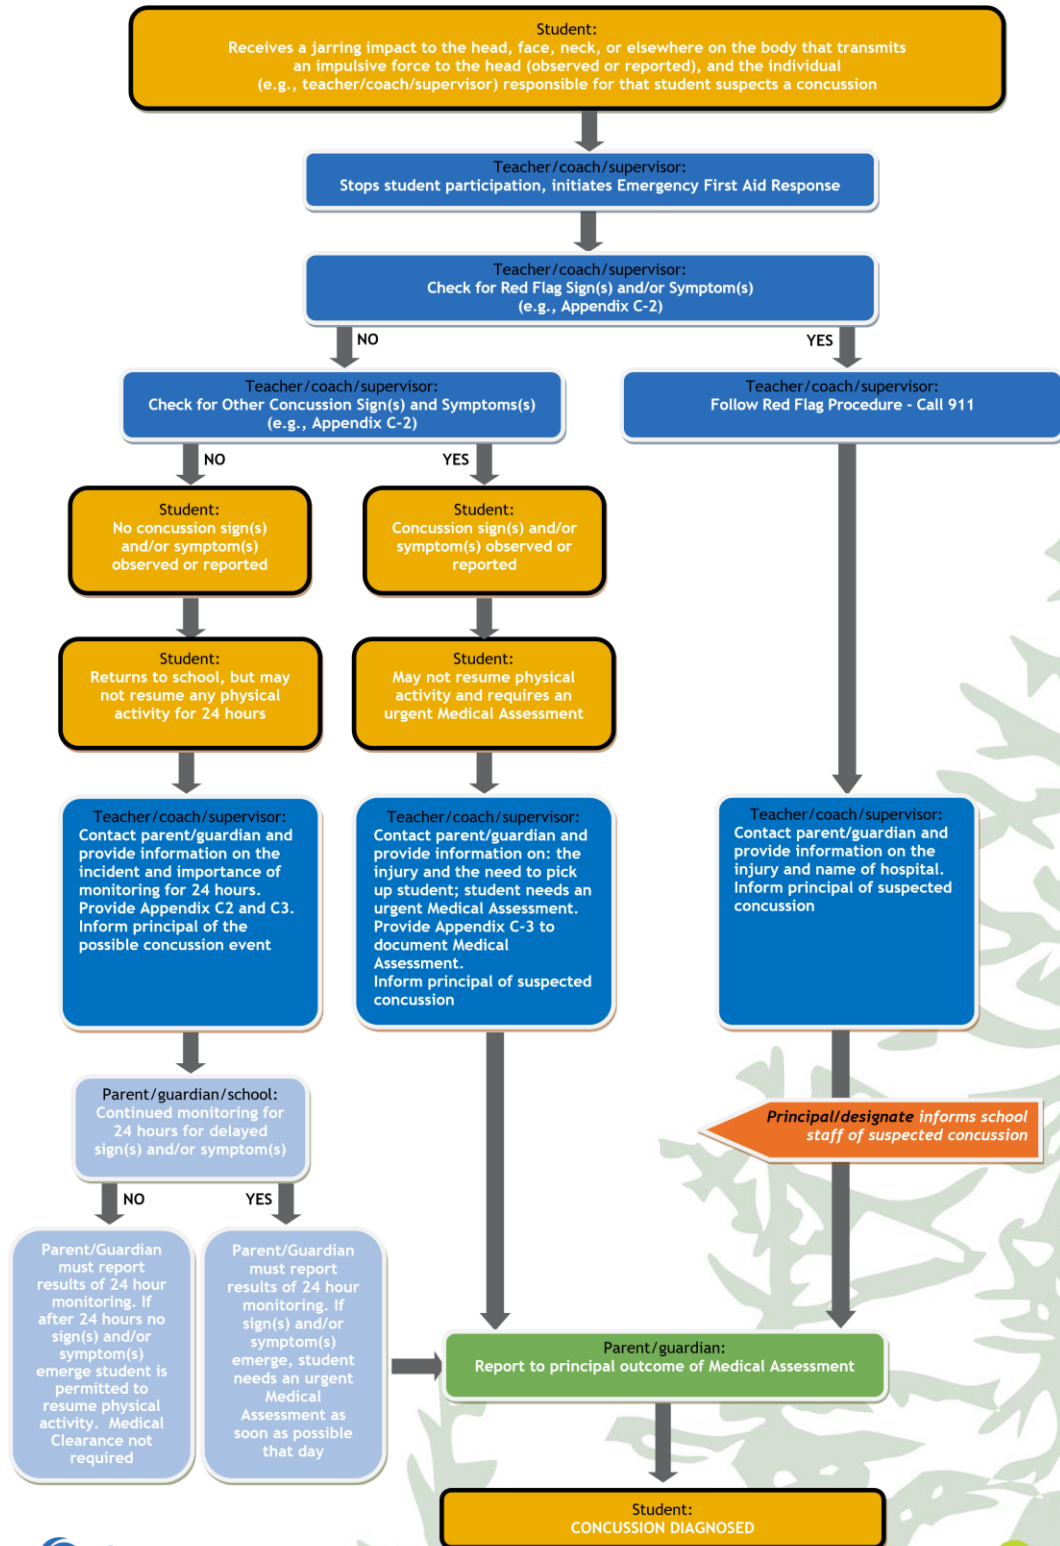 Student:
Receives a jarring impact to the head, face, neck, or elsewhere on the body that transmits
an impulsive force to the head (observed or reported), and the individual
(e.g., teacher/coach/supervisor) responsible for that student suspects a concussion
Teacher/coach/supervisor:
Stops student participation, initiates Emergency First Aid Response
Teacher/coach/supervisor:
Check for Red Flag Sign(s) and/or Symptom(s)
(e.g., Appendix C-2)
NO
YES
Teacher/coach/supervisor:
Check for Other Concussion Sign(s) and Symptoms(s)
(e.g., Appendix C-2)
Teacher/coach/supervisor:
Follow Red Flag Procedure - Call 911
NO
YES
Student:
No concussion sign(s)
and/or symptom(s)
observed or reported
Student:
Concussion sign(s) and/or
symptom(s) observed or
reported
Student:
Returns to school, but may
not resume any physical
activity for 24 hours
Student:
May not resume physical
activity and requires an
urgent Medical Assessment
Teacher/coach/supervisor:
Contact parent/guardian and
provide information on the
incident and importance of
monitoring for 24 hours.
Provide Appendix C2 and C3.
Inform principal of the
possible concussion event
Teacher/coach/supervisor:
Contact parent/guardian and
provide information on: the
injury and the need to pick
up student; student needs an
urgent Medical Assessment.
Provide Appendix C-3 to
document Medical
Assessment.
Inform principal of suspected
concussion
Teacher/coach/supervisor:
Contact parent/guardian and
provide information on the
injury and name of hospital.
Inform principal of suspected
concussion
Parent/guardian/school:
Continued monitoring for
24 hours for delayed
sign(s) and/or symptom(s)
Principal/designate informs school
staff of suspected concussion
NO
YES
Parent/Guardian
must report
results of 24 hour
monitoring. If
after 24 hours no
sign(s) and/or
symptom(s)
emerge student is
permitted to
resume physical
activity. Medical
Clearance not
required
Parent/Guardian
must report
results of 24 hour
monitoring. If
sign(s) and/or
symptom(s)
emerge, student
needs an urgent
Medical
Assessment as
soon as possible
that day
Parent/guardian:
Report to principal outcome of Medical Assessment
Student:
CONCUSSION DIAGNOSED